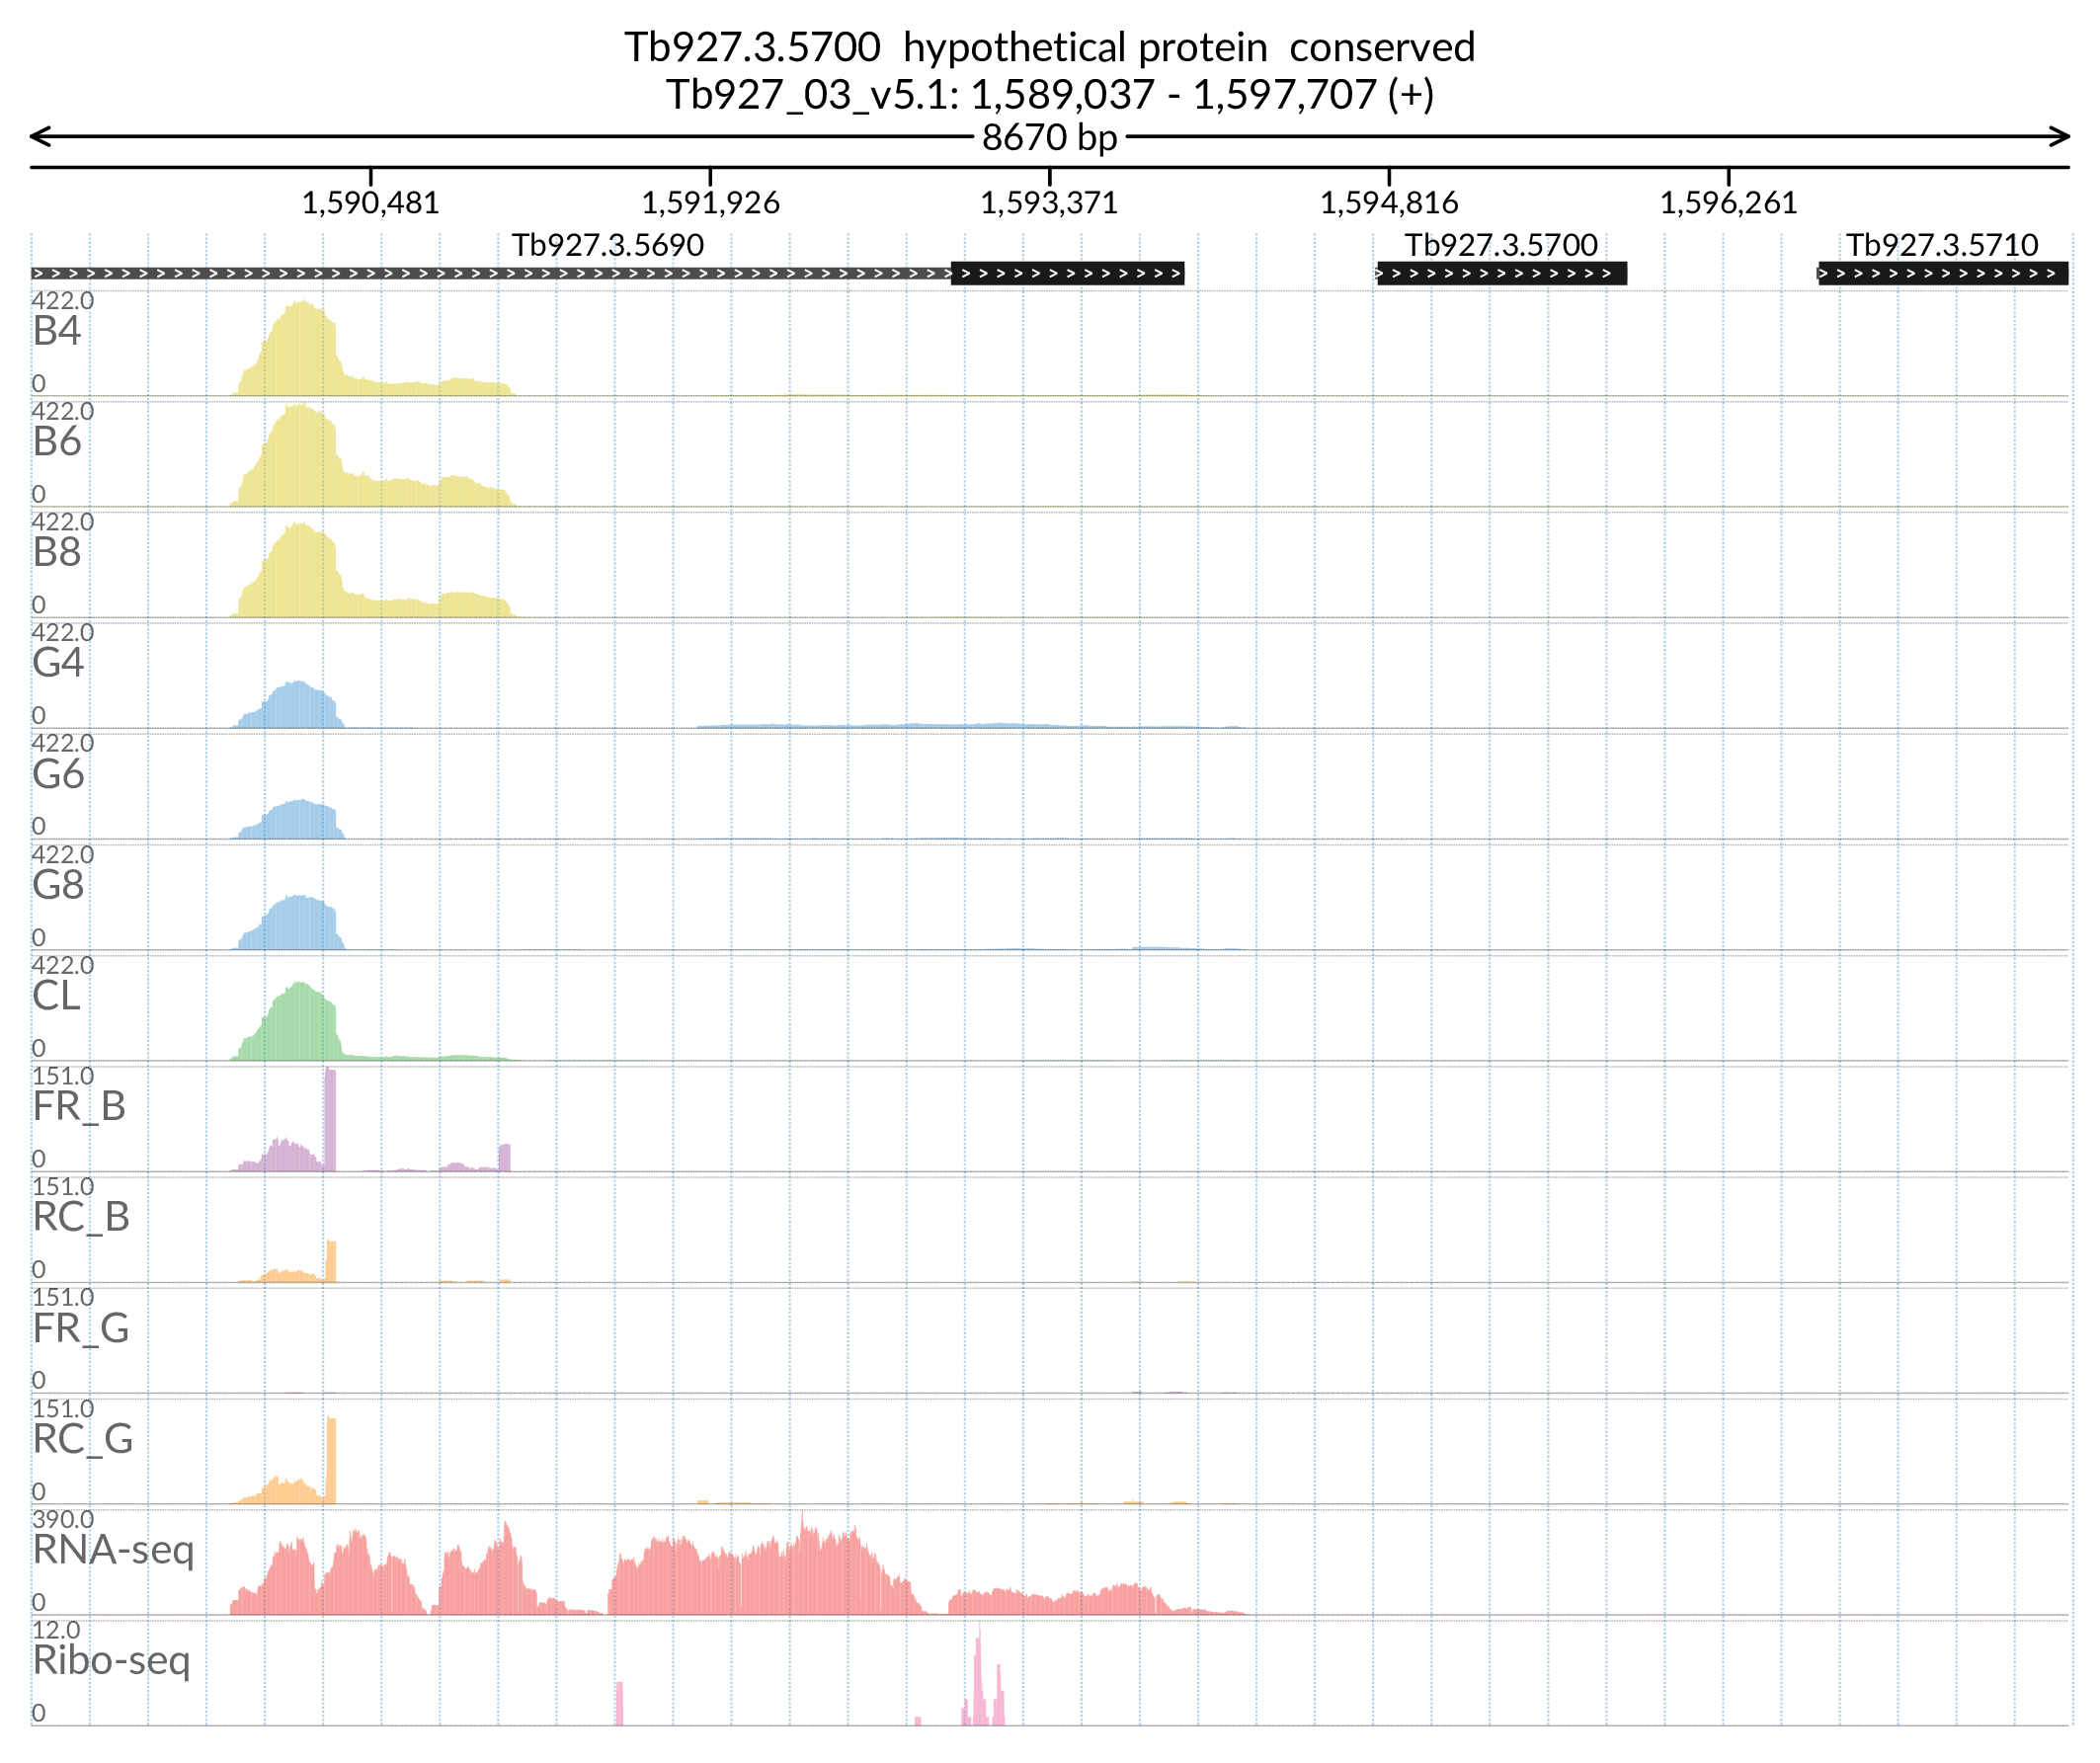 Tb927.3.5700 hypothetical protein conserved
Tb927_03_v5.1: 1,589,037 - 1,597,707 (+)
8670 bp
1,590,481 1,591,926 1,593,371 1,594,816 1,596,261
Tb927.3.5690 Tb927.3.5700 Tb927.3.5710
422.0
B4
0
422.0
B6
0
422.0
B8
0
422.0
G4
0
422.0
G6
0
422.0
G8
0
422.0
CL
0
151.0
FR_B
0
151.0
RC_B
0
151.0
FR_G
0
151.0
RC_G
0
390.0
RNA-seq
0
12.0
Ribo-seq
0